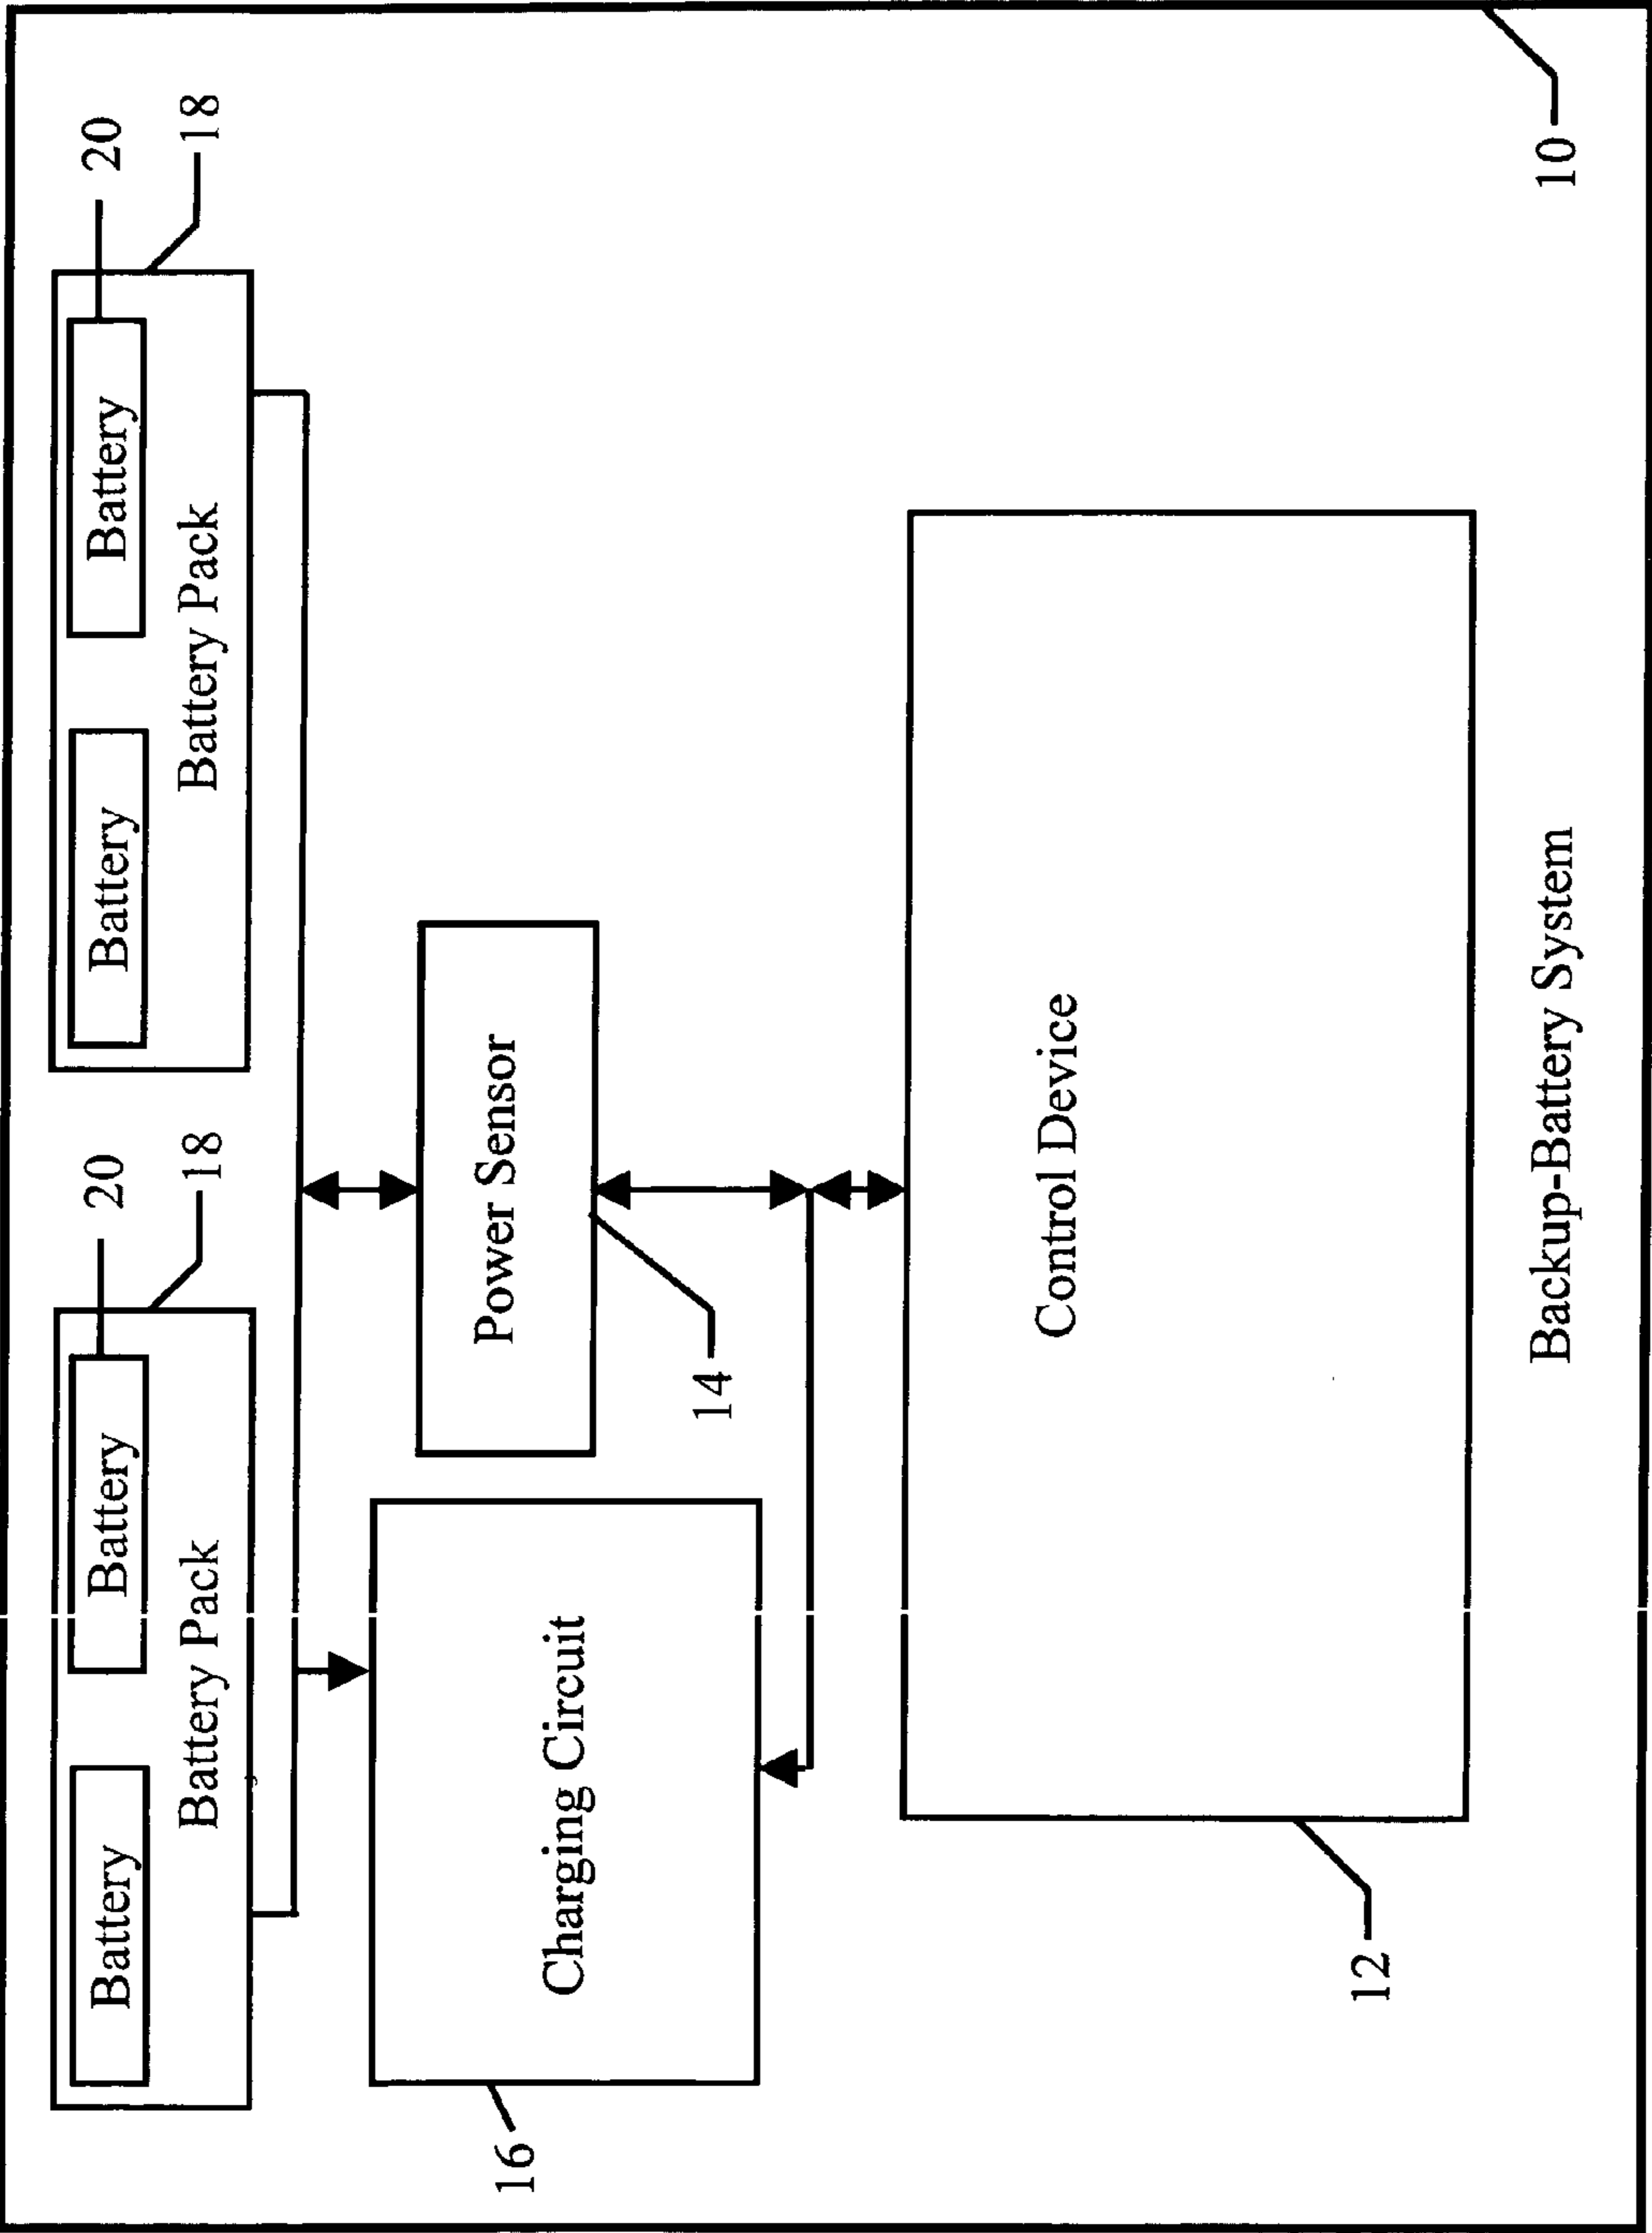 20
20
Battery
Battery
Battery
Battery
18
18
Battery Pack
Battery Pack
Power Sensor
16
Charging Circuit
14
Control Device
12
10
Backup-Battery System